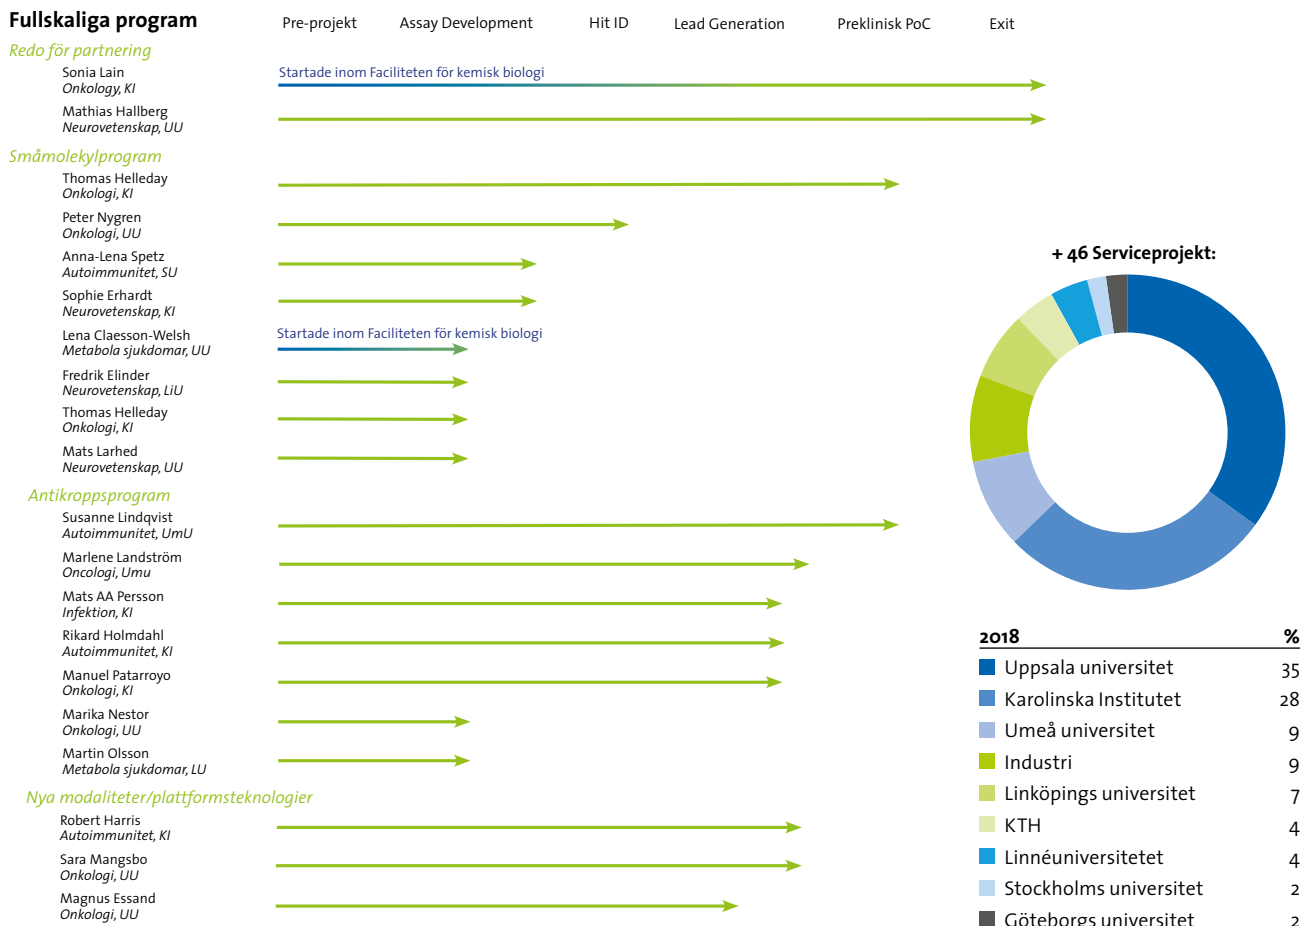 Fullskaliga program
Pre-projekt Assay Development Hit ID Lead Generation Preklinisk PoC Exit
Redo för partnering
Sonia Lain
Onkology, KI
Startade inom Faciliteten för kemisk biologi
Mathias Hallberg
Neurovetenskap, UU
Småmolekylprogram
Thomas Helleday
Onkologi, KI
Peter Nygren
Onkologi, UU
Anna-Lena Spetz
Autoimmunitet, SU
Sophie Erhardt
Neurovetenskap, KI
Lena Claesson-Welsh
Metabola sjukdomar, UU
Startade inom Faciliteten för kemisk biologi
Fredrik Elinder
Neurovetenskap, LiU
Thomas Helleday
Onkologi, KI
Mats Larhed
Neurovetenskap, UU
Antikroppsprogram
Susanne Lindqvist
Autoimmunitet, UmU
Marlene Landström
Oncologi, Umu
Mats AA Persson
Infektion, KI
Rikard Holmdahl
Autoimmunitet, KI
Manuel Patarroyo
Onkologi, KI
Marika Nestor
Onkologi, UU
Martin Olsson
Metabola sjukdomar, LU
Nya modaliteter/plattformsteknologier
Robert Harris
Autoimmunitet, KI
Sara Mangsbo
Onkologi, UU
Magnus Essand
Onkologi, UU
+ 46 Serviceprojekt:
2018 %
Uppsala universitet 35
Karolinska Institutet 28
Umeå universitet 9
Industri 9
Linköpings universitet 7
KTH 4
Linnéuniversitetet 4
Stockholms universitet 2
Göteborgs universitet 2